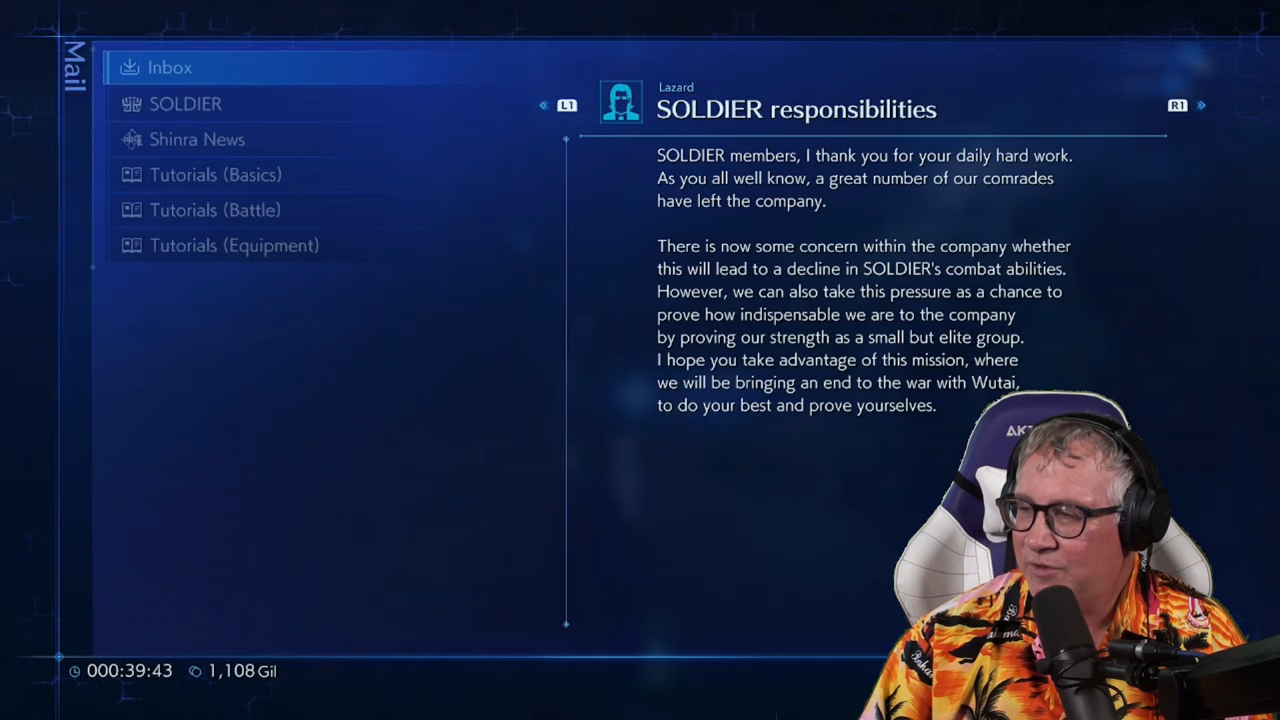 Mail
Inbox
SOLDIER
Shinra News
Tutorials (Basics)
Tutorials (Battle)
Tutorials (Equipment)
L1
Lazard
SOLDIER responsibilities
R1
SOLDIER members, I thank you for your daily hard work.
As you all well know, a great number of our comrades
have left the company.
There is now some concern within the company whether
this will lead to a decline in SOLDIER's combat abilities.
However, we can also take this pressure as a chance to
prove how indispensable we are to the company
by proving our strength as a small but elite group.
I hope you take advantage of this mission, where
we will be bringing an end to the war with Wutai,
to do your best and prove yourselves.
000:39:43
1,108 Gil